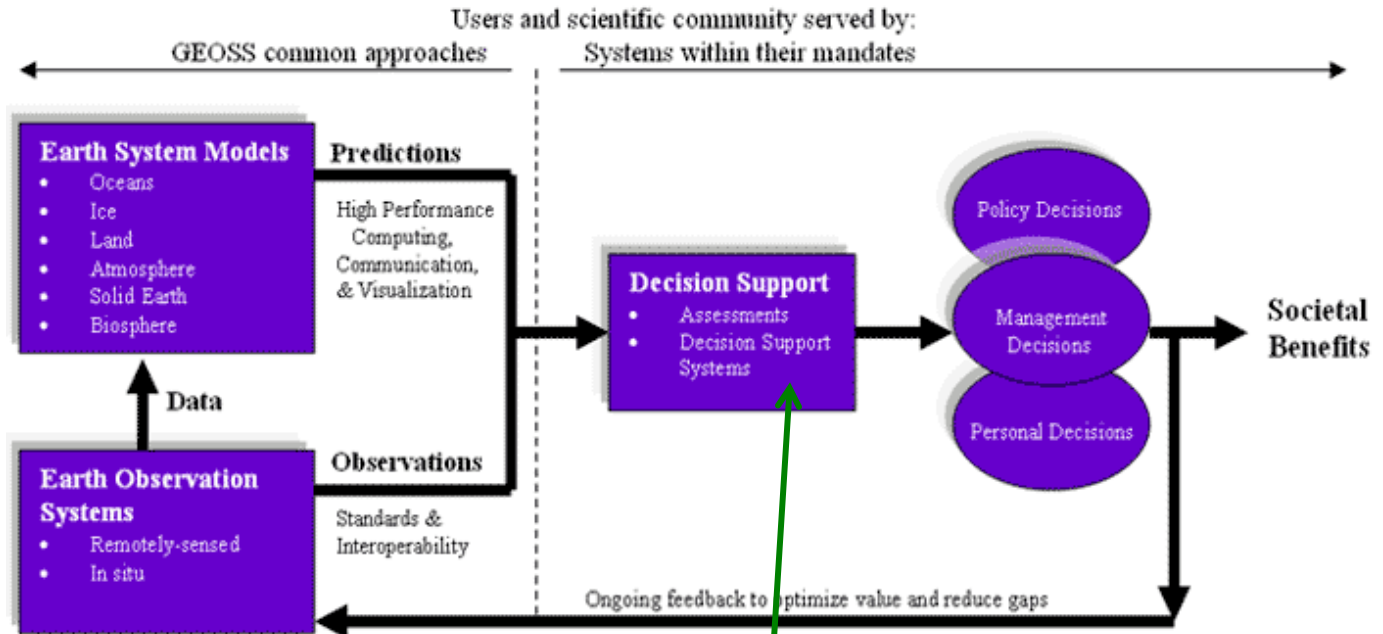 Users and scientific community served by:
GEOSS common approaches
Systems within their mandates
Earth System Models
• Oceans
• Ice
• Land
• Atmosphere
• Solid Earth
• Biosphere
Predictions
High Performance
Computing,
Communication,
& Visualization
Data
Earth Observation
Systems
• Remotely-sensed
• In situ
Observations
Standards &
Interoperability
Decision Support
• Assessments
• Decision Support
Systems
Policy Decisions
Management
Decisions
Personal Decisions
Societal
Benefits
Ongoing feedback to optimize value and reduce gaps